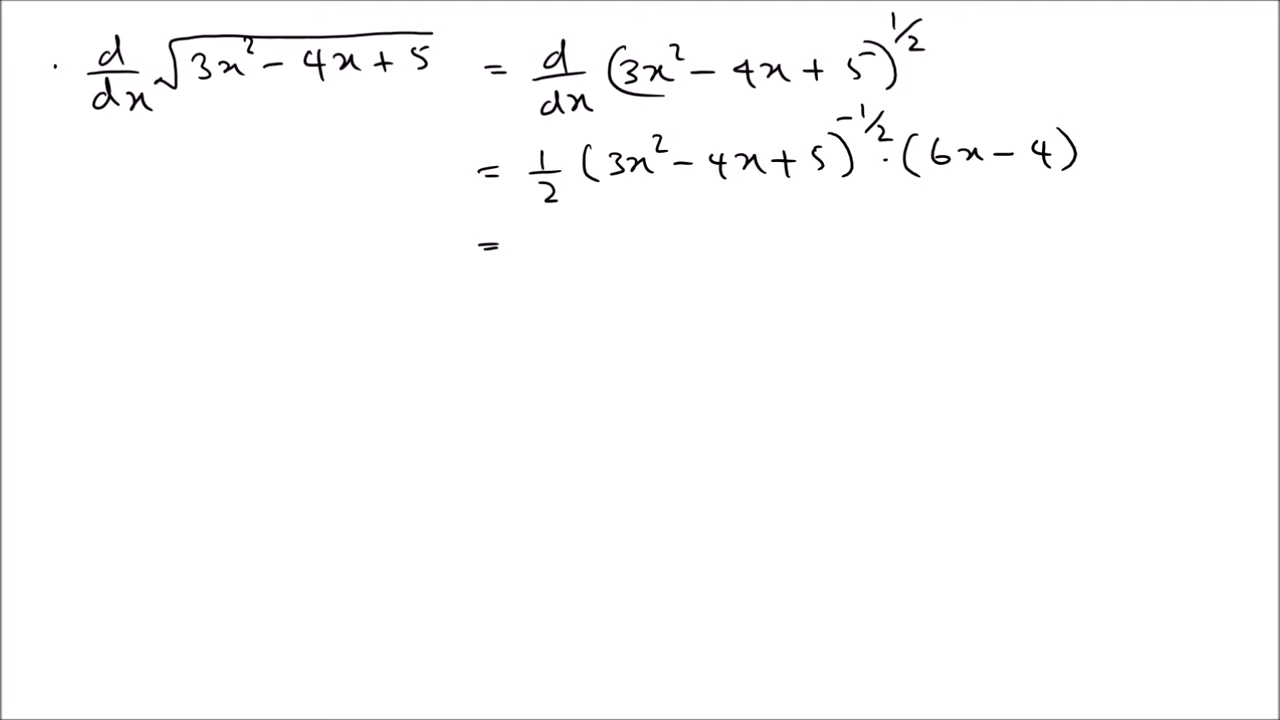 . d/dx √(3x² - 4x + 5) = d/dx (3x² - 4x + 5)^1/2
= 1/2 (3x² - 4x + 5)^-1/2 · (6x - 4)
=